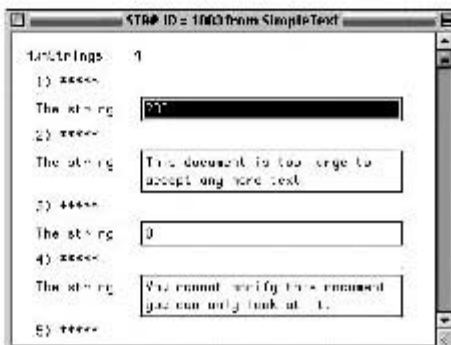 STR# ID = 1000 from SimpleText
NumStrings
1) *****
The string
2) *****
The string This document is too large to
accept any more text
3) *****
The string 0
4) *****
The string You cannot modify this document
you can only look at it.
5) *****